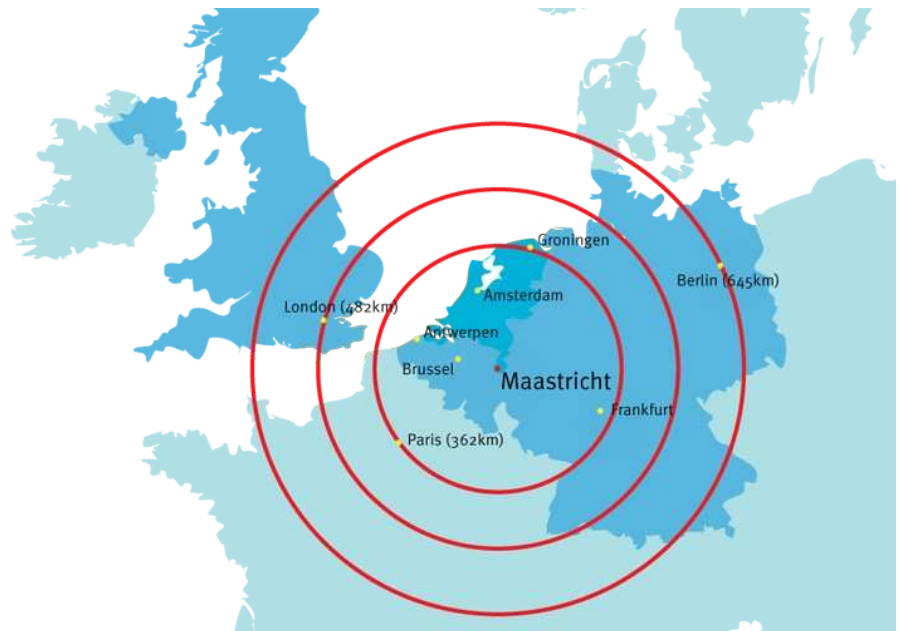 Groningen
Berlin (645km)
Amsterdam
London (482km)
Antwerpen
Brussel
Maastricht
Frankfurt
Paris (362km)